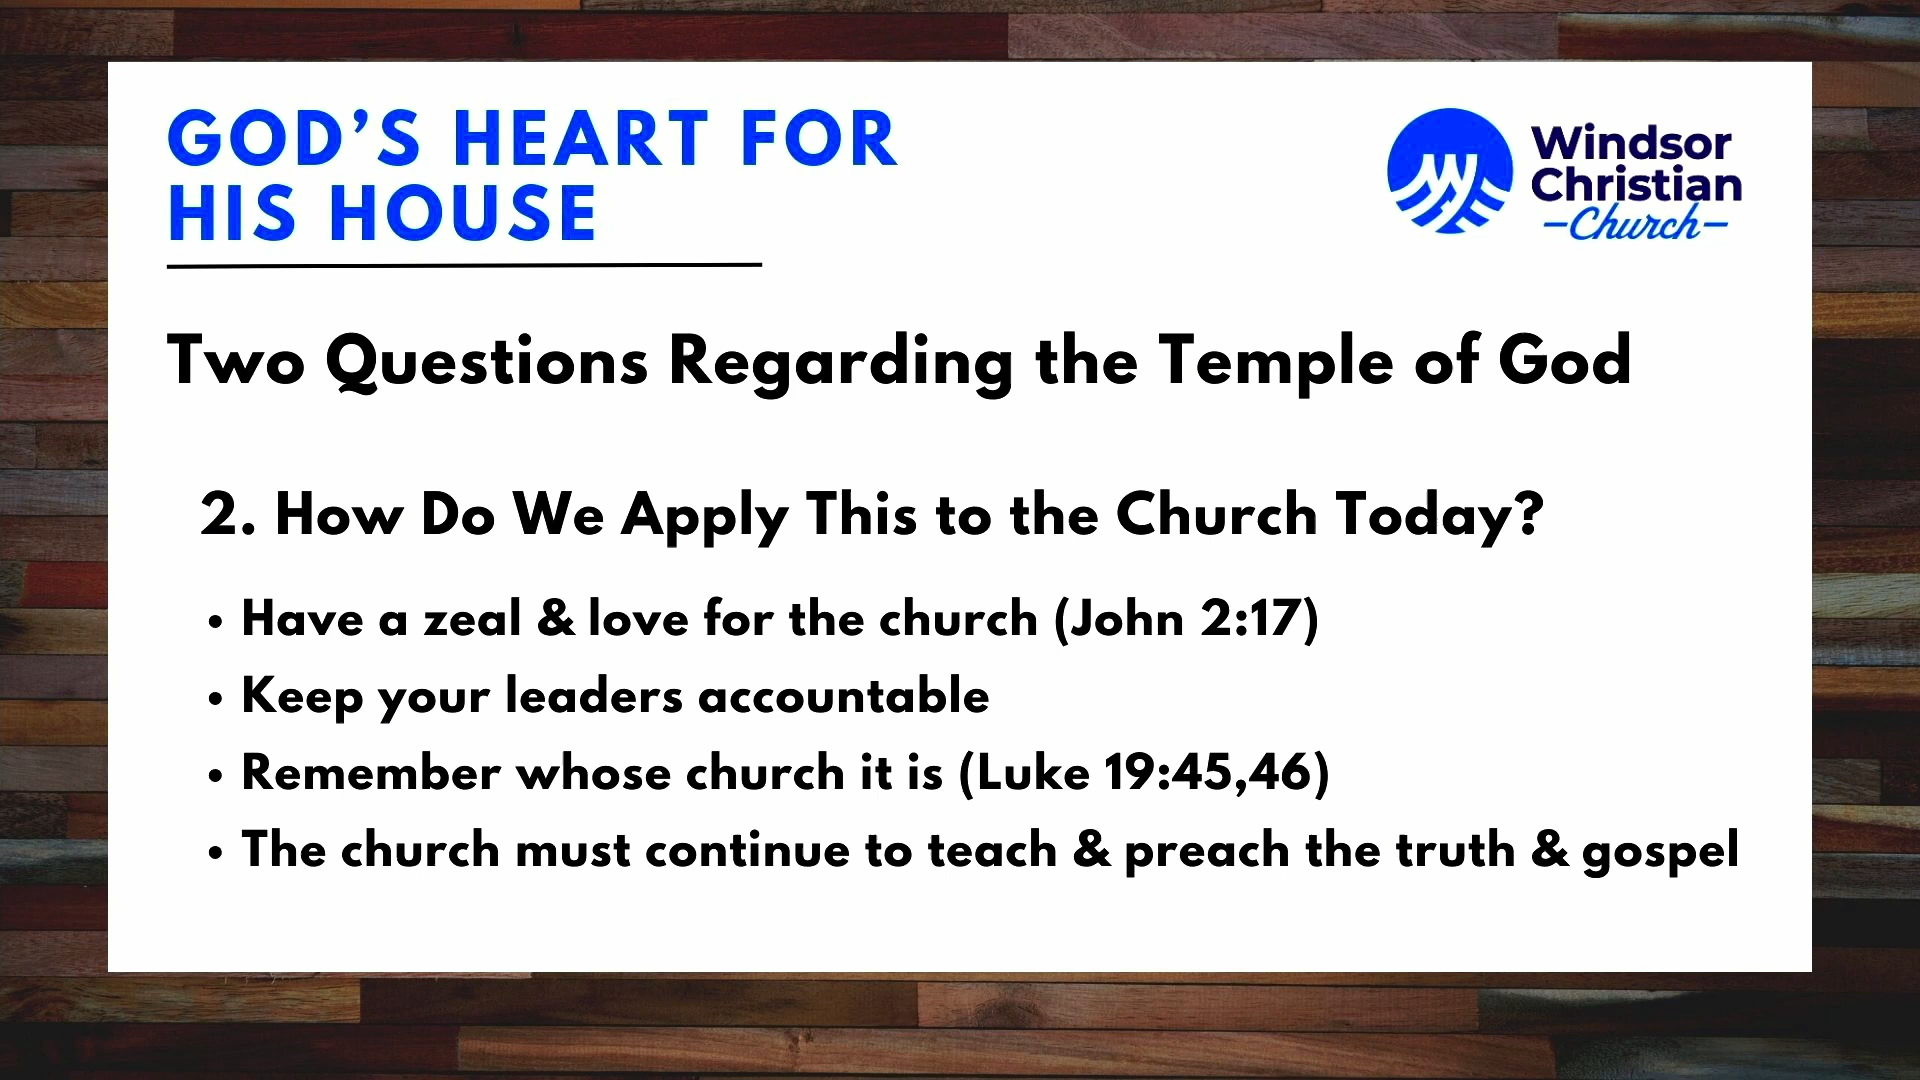 GOD’S HEART FOR
HIS HOUSE
Windsor
Christian
-Church-
Two Questions Regarding the Temple of God
2. How Do We Apply This to the Church Today?
• Have a zeal & love for the church (John 2:17)
• Keep your leaders accountable
• Remember whose church it is (Luke 19:45,46)
• The church must continue to teach & preach the truth & gospel